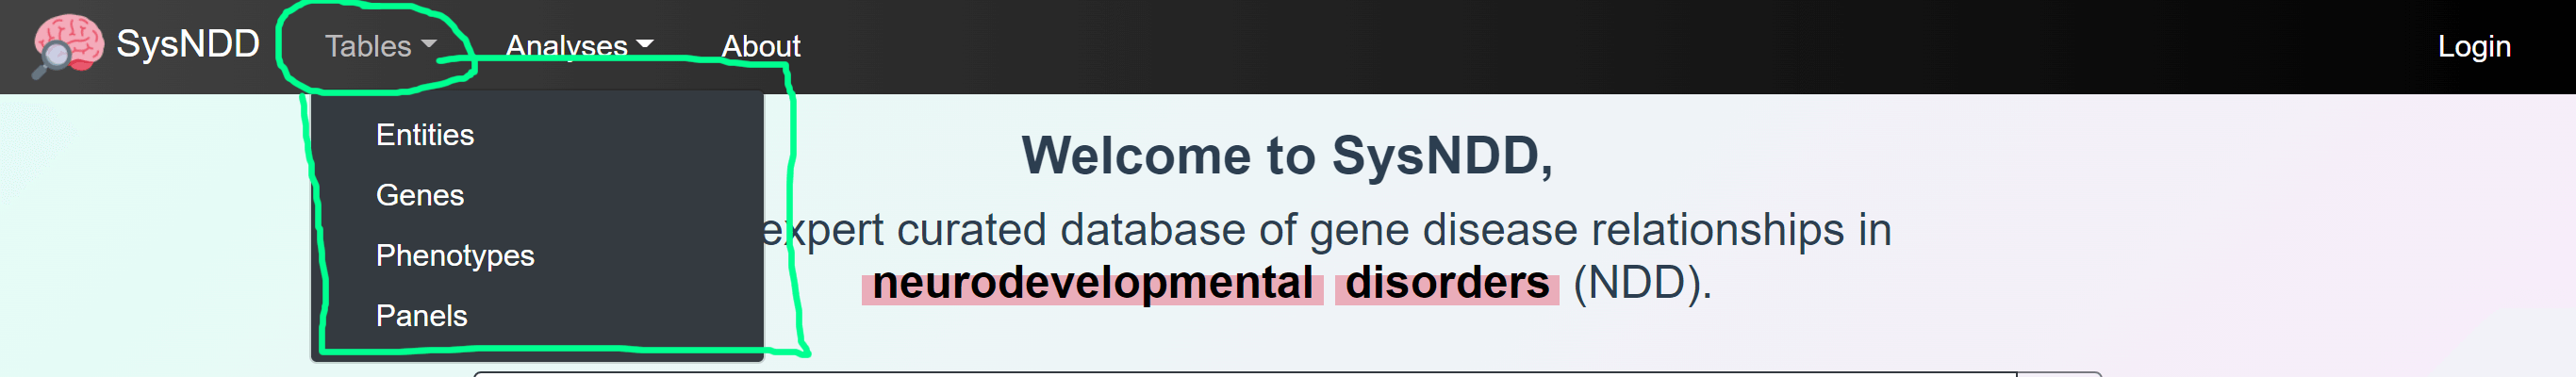 SysNDD Tables Analyses About Login
Entities
Genes
Phenotypes
Panels
Welcome to SysNDD,
expert curated database of gene disease relationships in
neurodevelopmental disorders (NDD).